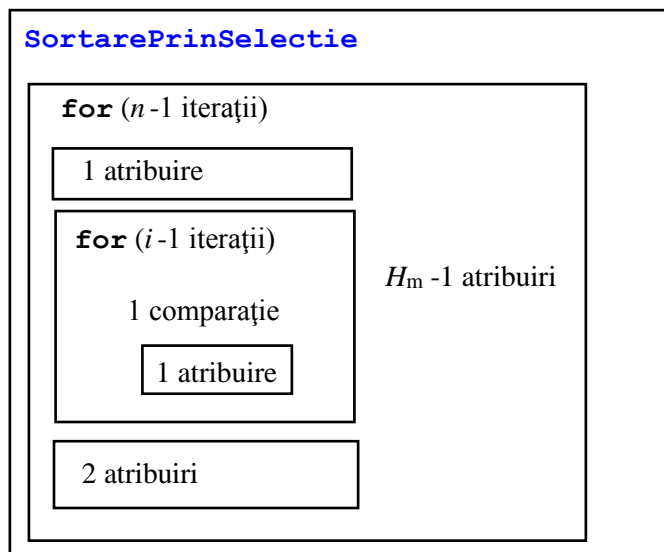 SortarePrinSelectie
for (n -1 iteraţii)
1 atribuire
for (i -1 iteraţii)
Hm -1 atribuiri
1 comparaţie
1 atribuire
2 atribuiri